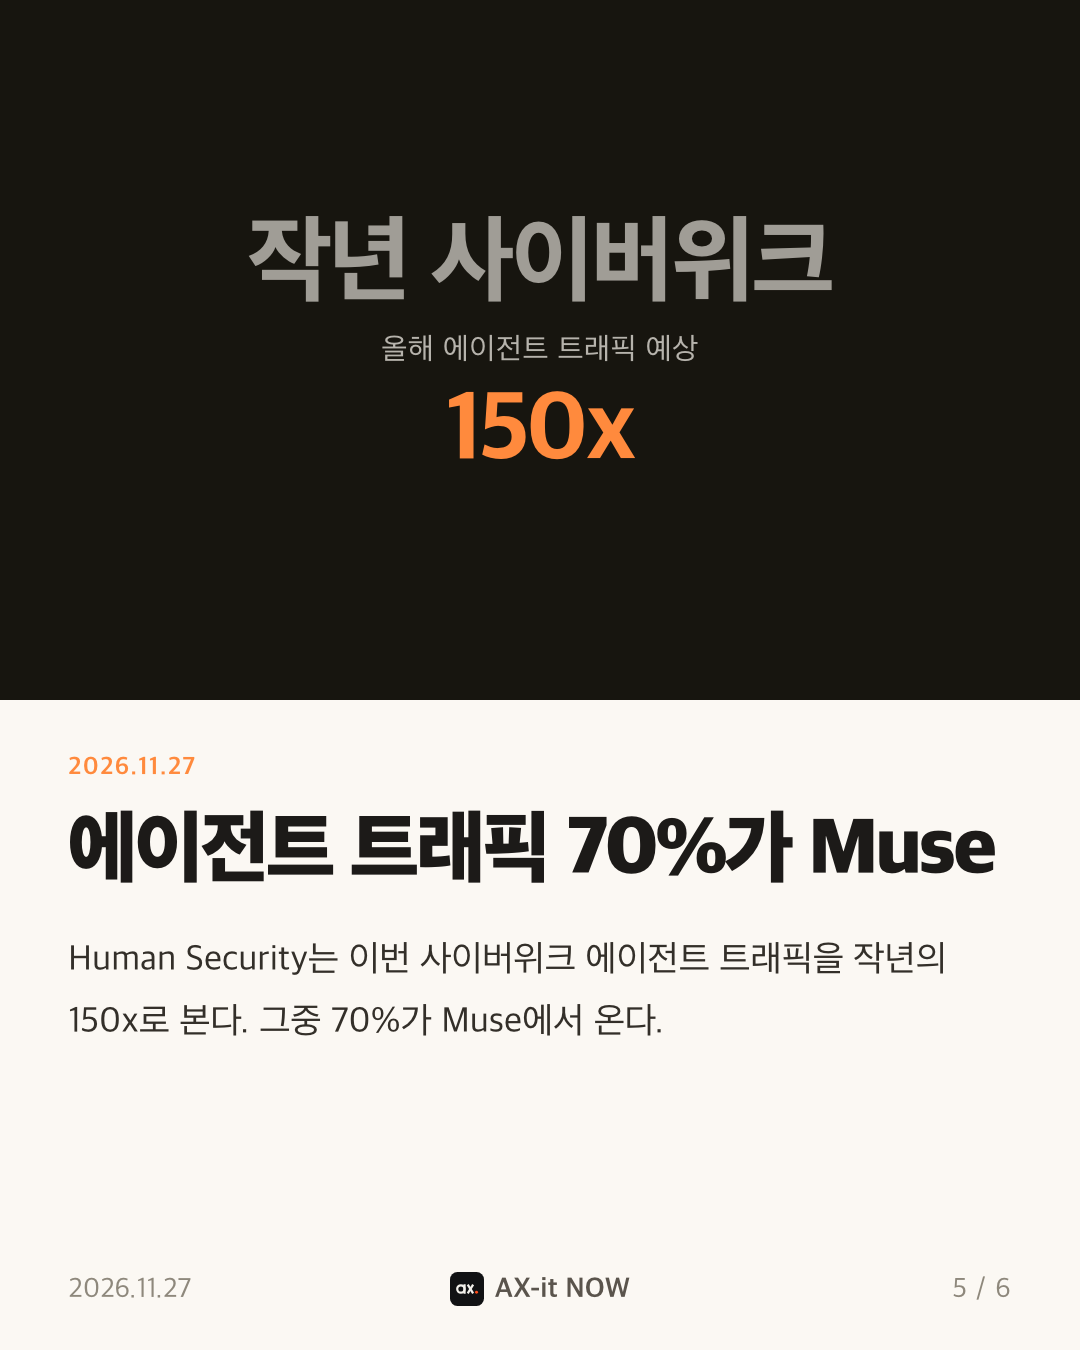 작년 사이버위크
올해 에이전트 트래픽 예상
150x
2026.11.27
에이전트 트래픽 70%가 Muse
Human Security는 이번 사이버위크 에이전트 트래픽을 작년의
150x로 본다. 그중 70%가 Muse에서 온다.
2026.11.27
ax. AX-it NOW
5 / 6